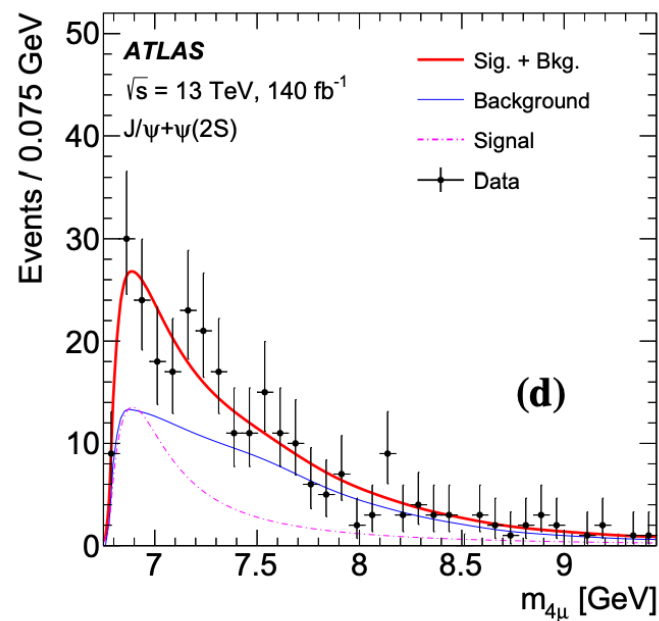 Events / 0.075 GeV
50
40
30
20
10
0
ATLAS
√s = 13 TeV, 140 fb⁻¹
J/ψ+ψ(2S)
Sig. + Bkg.
Background
Signal
Data
(d)
7 7.5 8 8.5 9
m₄μ [GeV]